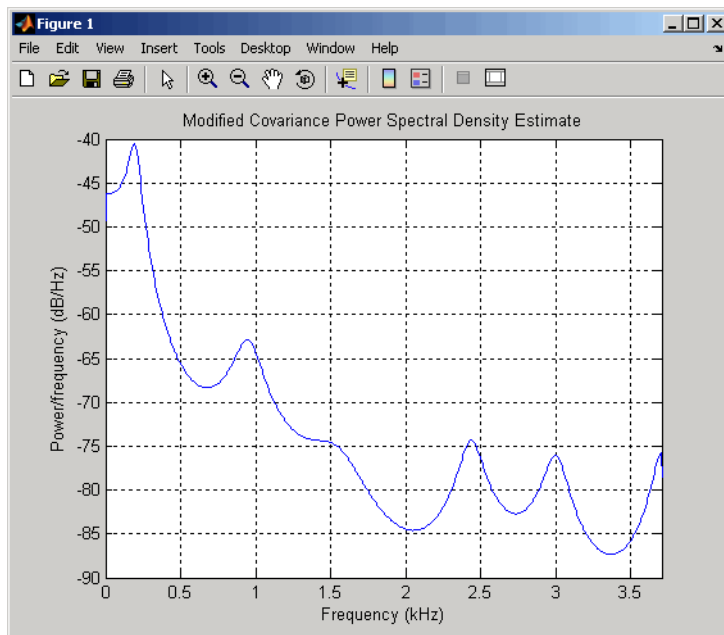 Figure 1
File Edit View Insert Tools Desktop Window Help
Modified Covariance Power Spectral Density Estimate
-40
-45
-50
-55
-60
-65
-70
-75
-80
-85
-90
Power/frequency (dB/Hz)
0 0.5 1 1.5 2 2.5 3 3.5
Frequency (kHz)